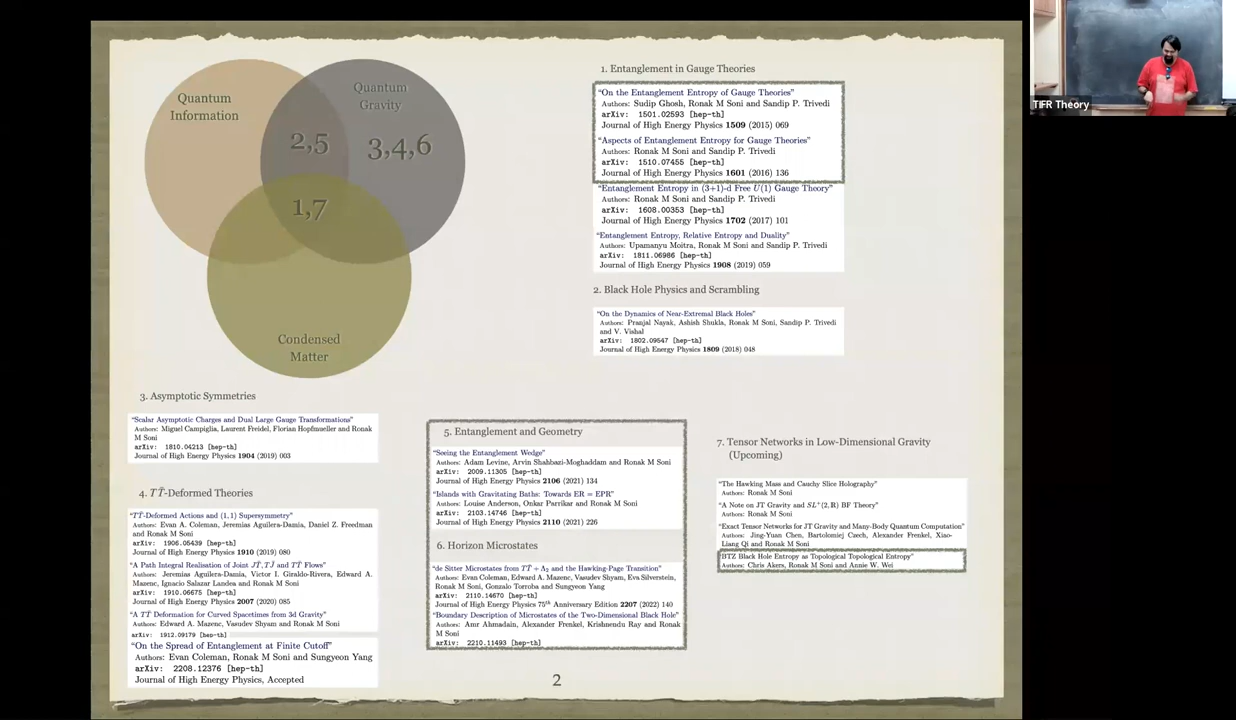 Quantum
Information
Quantum
Gravity
2,5
3,4,6
1,7
Condensed
Matter
1. Entanglement in Gauge Theories
"On the Entanglement Entropy of Gauge Theories"
Authors: Sudip Ghosh, Ronak M Soni and Sandip P. Trivedi
arXiv: 1501.02593 [hep-th]
Journal of High Energy Physics 1509 (2015) 069
"Aspects of Entanglement Entropy for Gauge Theories"
Authors: Ronak M Soni and Sandip P. Trivedi
arXiv: 1510.07455 [hep-th]
Journal of High Energy Physics 1601 (2016) 136
"Entanglement Entropy in (3+1)-d Free U(1) Gauge Theory"
Authors: Ronak M Soni and Sandip P. Trivedi
arXiv: 1608.00353 [hep-th]
Journal of High Energy Physics 1702 (2017) 101
"Entanglement Entropy, Relative Entropy and Duality"
Authors: Upamanyu Moitra, Ronak M Soni and Sandip P. Trivedi
arXiv: 1811.06986 [hep-th]
Journal of High Energy Physics 1908 (2019) 059
2. Black Hole Physics and Scrambling
"On the Dynamics of Near-Extremal Black Holes"
Authors: Pranjal Nayak, Ashish Shukla, Ronak M Soni, Sandip P. Trivedi
and V. Vishal
arXiv: 1802.09547 [hep-th]
Journal of High Energy Physics 1809 (2018) 048
3. Asymptotic Symmetries
"Scalar Asymptotic Charges and Dual Large Gauge Transformations"
Authors: Miguel Campiglia, Laurent Freidel, Florian Hopfmueller and Ronak
M Soni
arXiv: 1810.04213 [hep-th]
Journal of High Energy Physics 1904 (2019) 003
4. TT̄-Deformed Theories
"TT̄-Deformed Actions and (1,1) Supersymmetry"
Authors: Evan A. Coleman, Jeremias Aguilera-Damia, Daniel Z. Freedman
and Ronak M Soni
arXiv: 1906.05439 [hep-th]
Journal of High Energy Physics 1910 (2019) 080
"A Path Integral Realisation of Joint JT̄, TJ̄ and TT̄ Flows"
Authors: Jeremias Aguilera-Damia, Victor I. Giraldo-Rivera, Edward A.
Mazenc, Ignacio Salazar Landea and Ronak M Soni
arXiv: 1910.06675 [hep-th]
Journal of High Energy Physics 2007 (2020) 085
"A TT̄ Deformation for Curved Spacetimes from 3d Gravity"
Authors: Edward A. Mazenc, Vasudev Shyam and Ronak M Soni
arXiv: 1912.09179 [hep-th]
"On the Spread of Entanglement at Finite Cutoff"
Authors: Evan Coleman, Ronak M Soni and Sungyeon Yang
arXiv: 2208.12376 [hep-th]
Journal of High Energy Physics, Accepted
5. Entanglement and Geometry
"Seeing the Entanglement Wedge"
Authors: Adam Levine, Arvin Shahbazi-Moghaddam and Ronak M Soni
arXiv: 2009.11305 [hep-th]
Journal of High Energy Physics 2106 (2021) 134
"Islands with Gravitating Baths: Towards ER = EPR"
Authors: Louise Anderson, Onkar Parrikar and Ronak M Soni
arXiv: 2103.14746 [hep-th]
Journal of High Energy Physics 2110 (2021) 226
6. Horizon Microstates
"de Sitter Microstates from TT̄ + Λ2 and the Hawking-Page Transition"
Authors: Evan Coleman, Edward A. Mazenc, Vasudev Shyam, Eva Silverstein,
Ronak M Soni, Gonzalo Torroba and Sungyeon Yang
arXiv: 2110.14670 [hep-th]
Journal of High Energy Physics 75th Anniversary Edition 2207 (2022) 140
"Boundary Description of Microstates of the Two-Dimensional Black Hole"
Authors: Amr Ahmadain, Alexander Frenkel, Krishnendu Ray and Ronak
M Soni
arXiv: 2210.11493 [hep-th]
7. Tensor Networks in Low-Dimensional Gravity
(Upcoming)
"The Hawking Mass and Cauchy Slice Holography"
Authors: Ronak M Soni
"A Note on JT Gravity and SL+(2,R) BF Theory"
Authors: Ronak M Soni
"Exact Tensor Networks for JT Gravity and Many-Body Quantum Computation"
Authors: Jing-Yuan Chen, Bartolomiej Czech, Alexander Frenkel, Xiao-
Liang Qi and Ronak M Soni
"BTZ Black Hole Entropy as Topological Topological Entropy"
Authors: Chris Akers, Ronak M Soni and Annie W. Wei
2
TIFR Theory